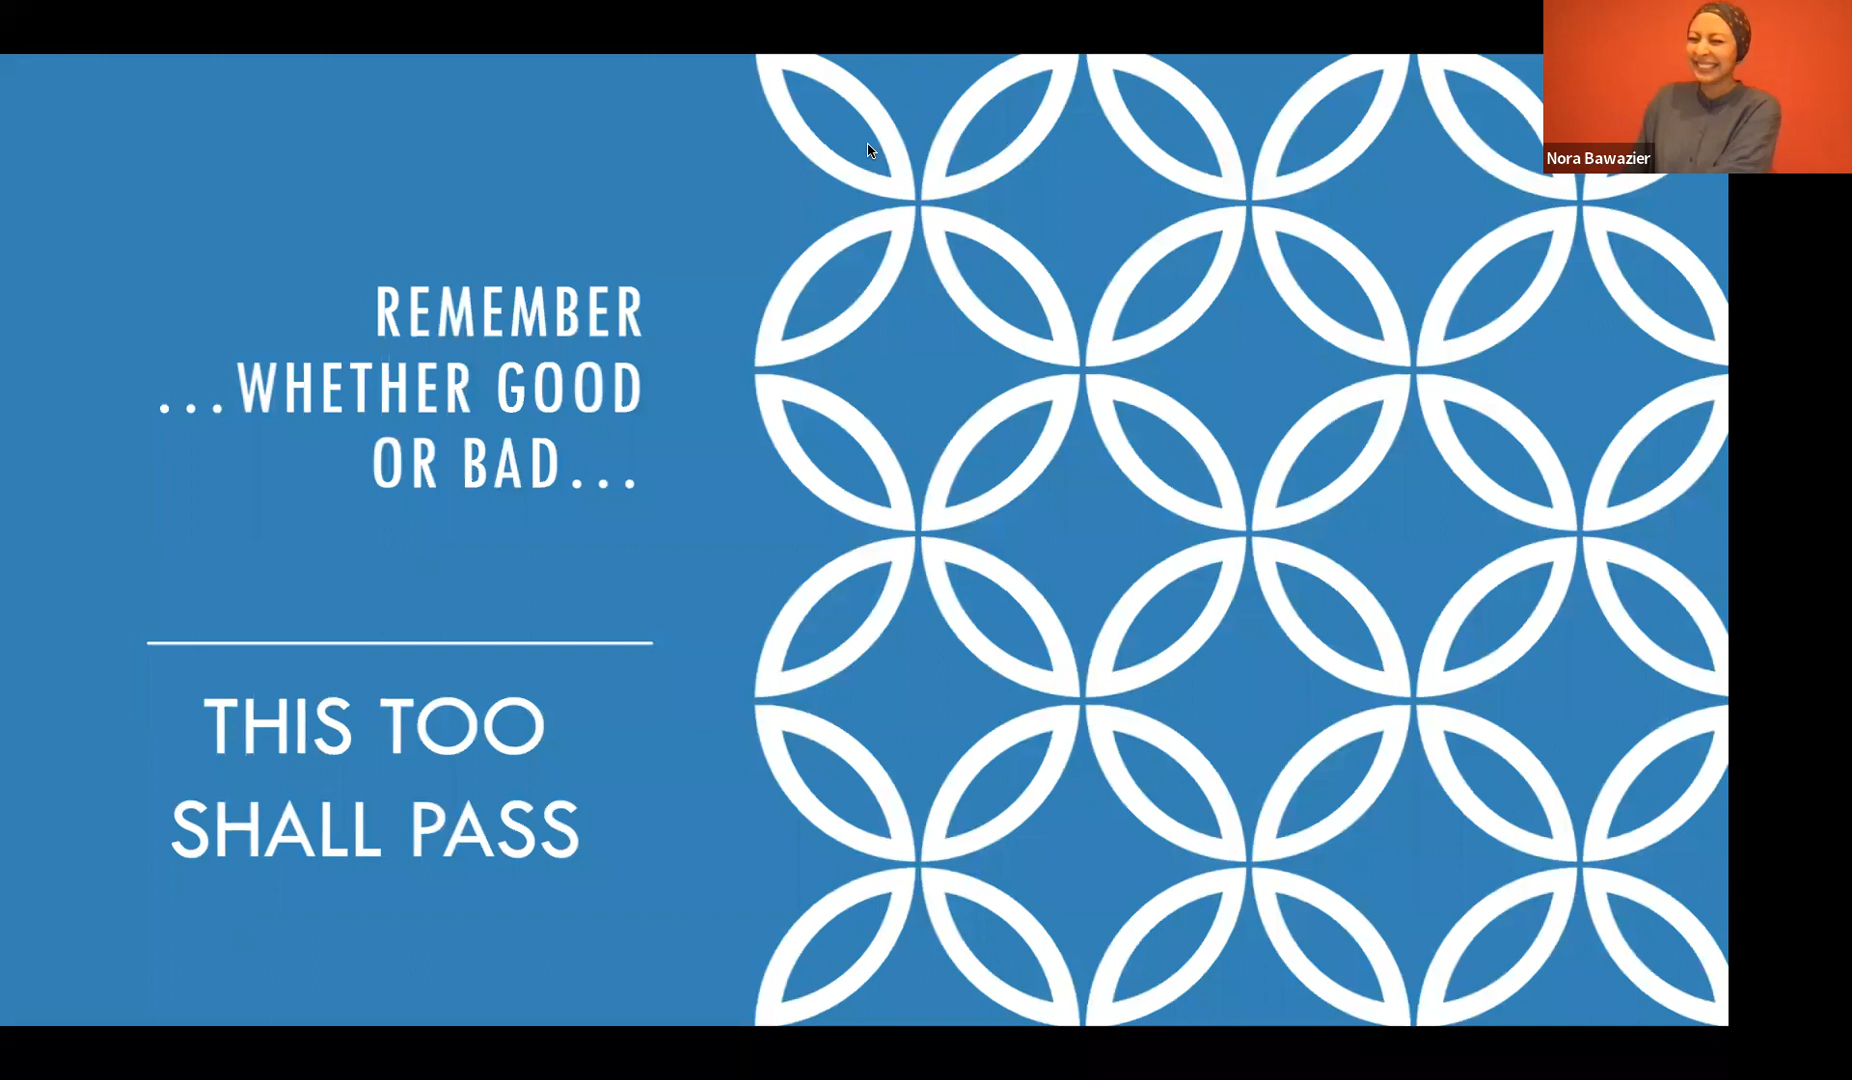 REMEMBER
...WHETHER GOOD
OR BAD...
THIS TOO
SHALL PASS
Nora Bawazier